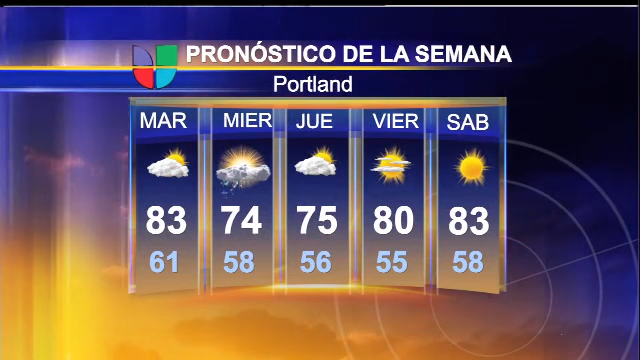 PRONÓSTICO DE LA SEMANA
Portland
MAR MIER JUE VIER SAB
83 74 75 80 83
61 58 56 55 58